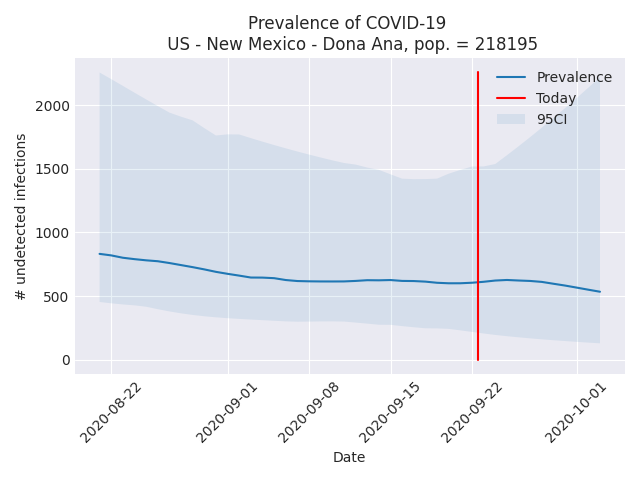 Prevalence of COVID-19
US - New Mexico - Dona Ana, pop. = 218195
Prevalence
Today
95CI
# undetected infections
2000
1500
1000
500
0
2020-08-22
2020-09-01
2020-09-08
2020-09-15
2020-09-22
2020-10-01
Date